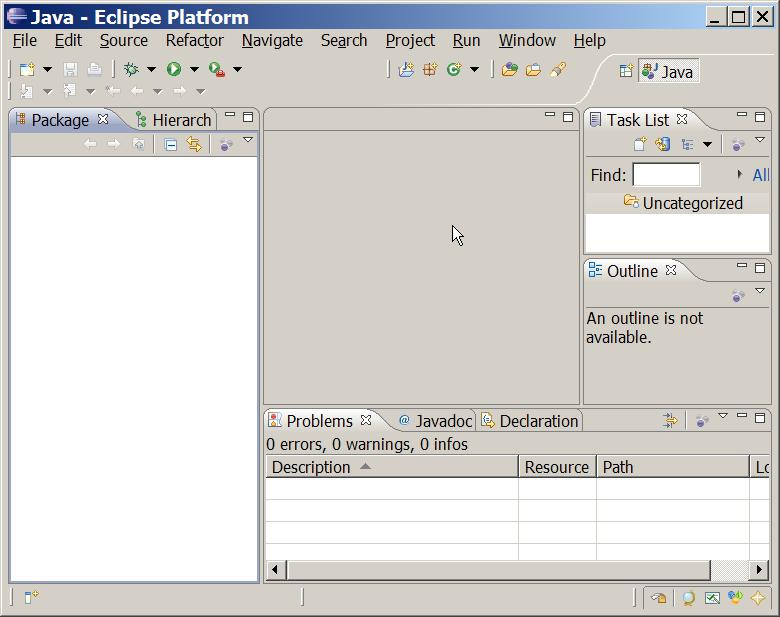 Java - Eclipse Platform
File Edit Source Refactor Navigate Search Project Run Window Help
Java
Package Hierarch
Task List
Find: All
Uncategorized
Outline
An outline is not
available.
Problems @ Javadoc Declaration
0 errors, 0 warnings, 0 infos
Description Resource Path Lo